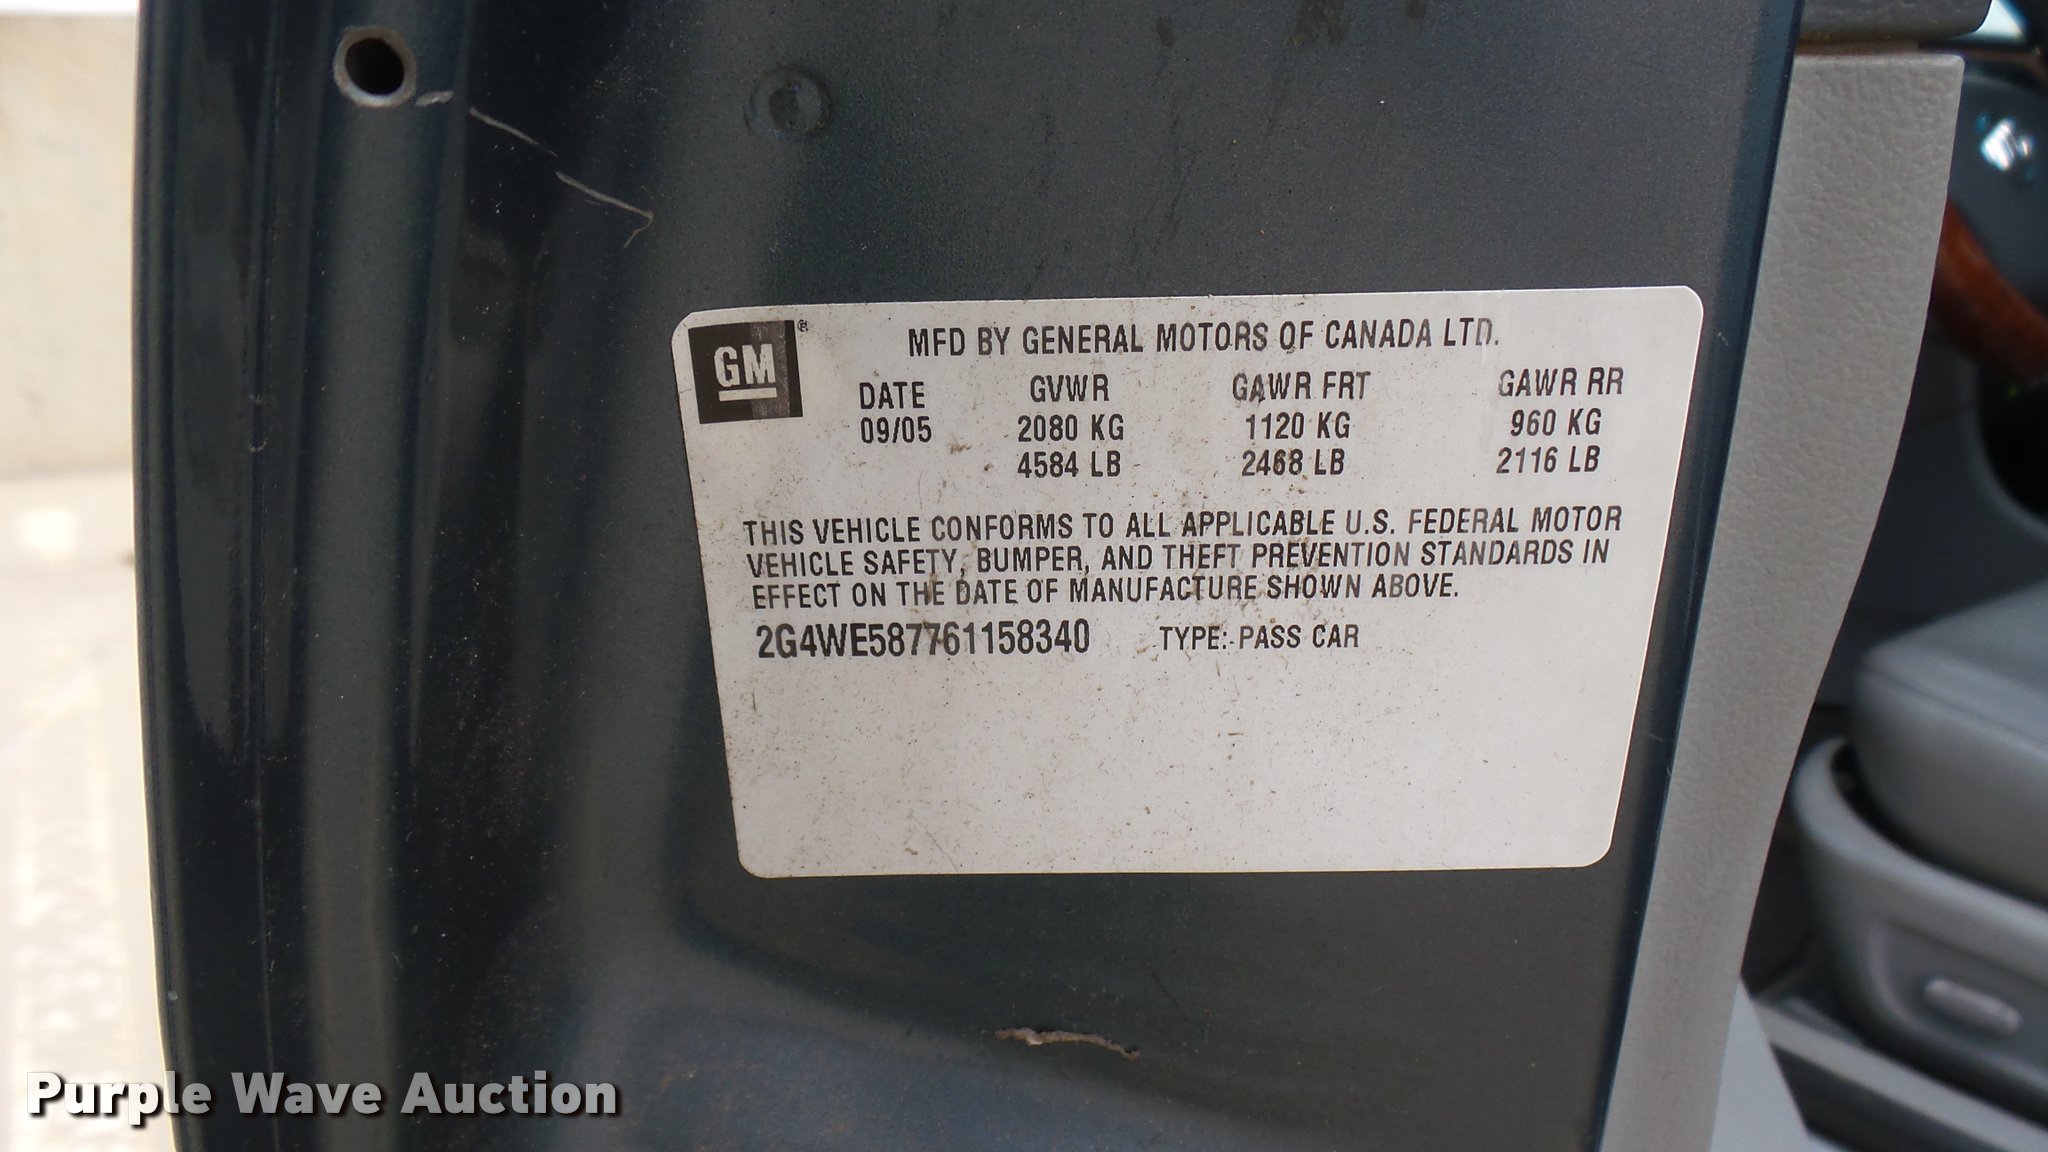 GM ® MFD BY GENERAL MOTORS OF CANADA LTD.
DATE GVWR GAWR FRT GAWR RR
09/05 2080 KG 1120 KG 960 KG
4584 LB 2468 LB 2116 LB
THIS VEHICLE CONFORMS TO ALL APPLICABLE U.S. FEDERAL MOTOR
VEHICLE SAFETY, BUMPER, AND THEFT PREVENTION STANDARDS IN
EFFECT ON THE DATE OF MANUFACTURE SHOWN ABOVE.
2G4WE587761158340 TYPE: PASS CAR
Purple Wave Auction